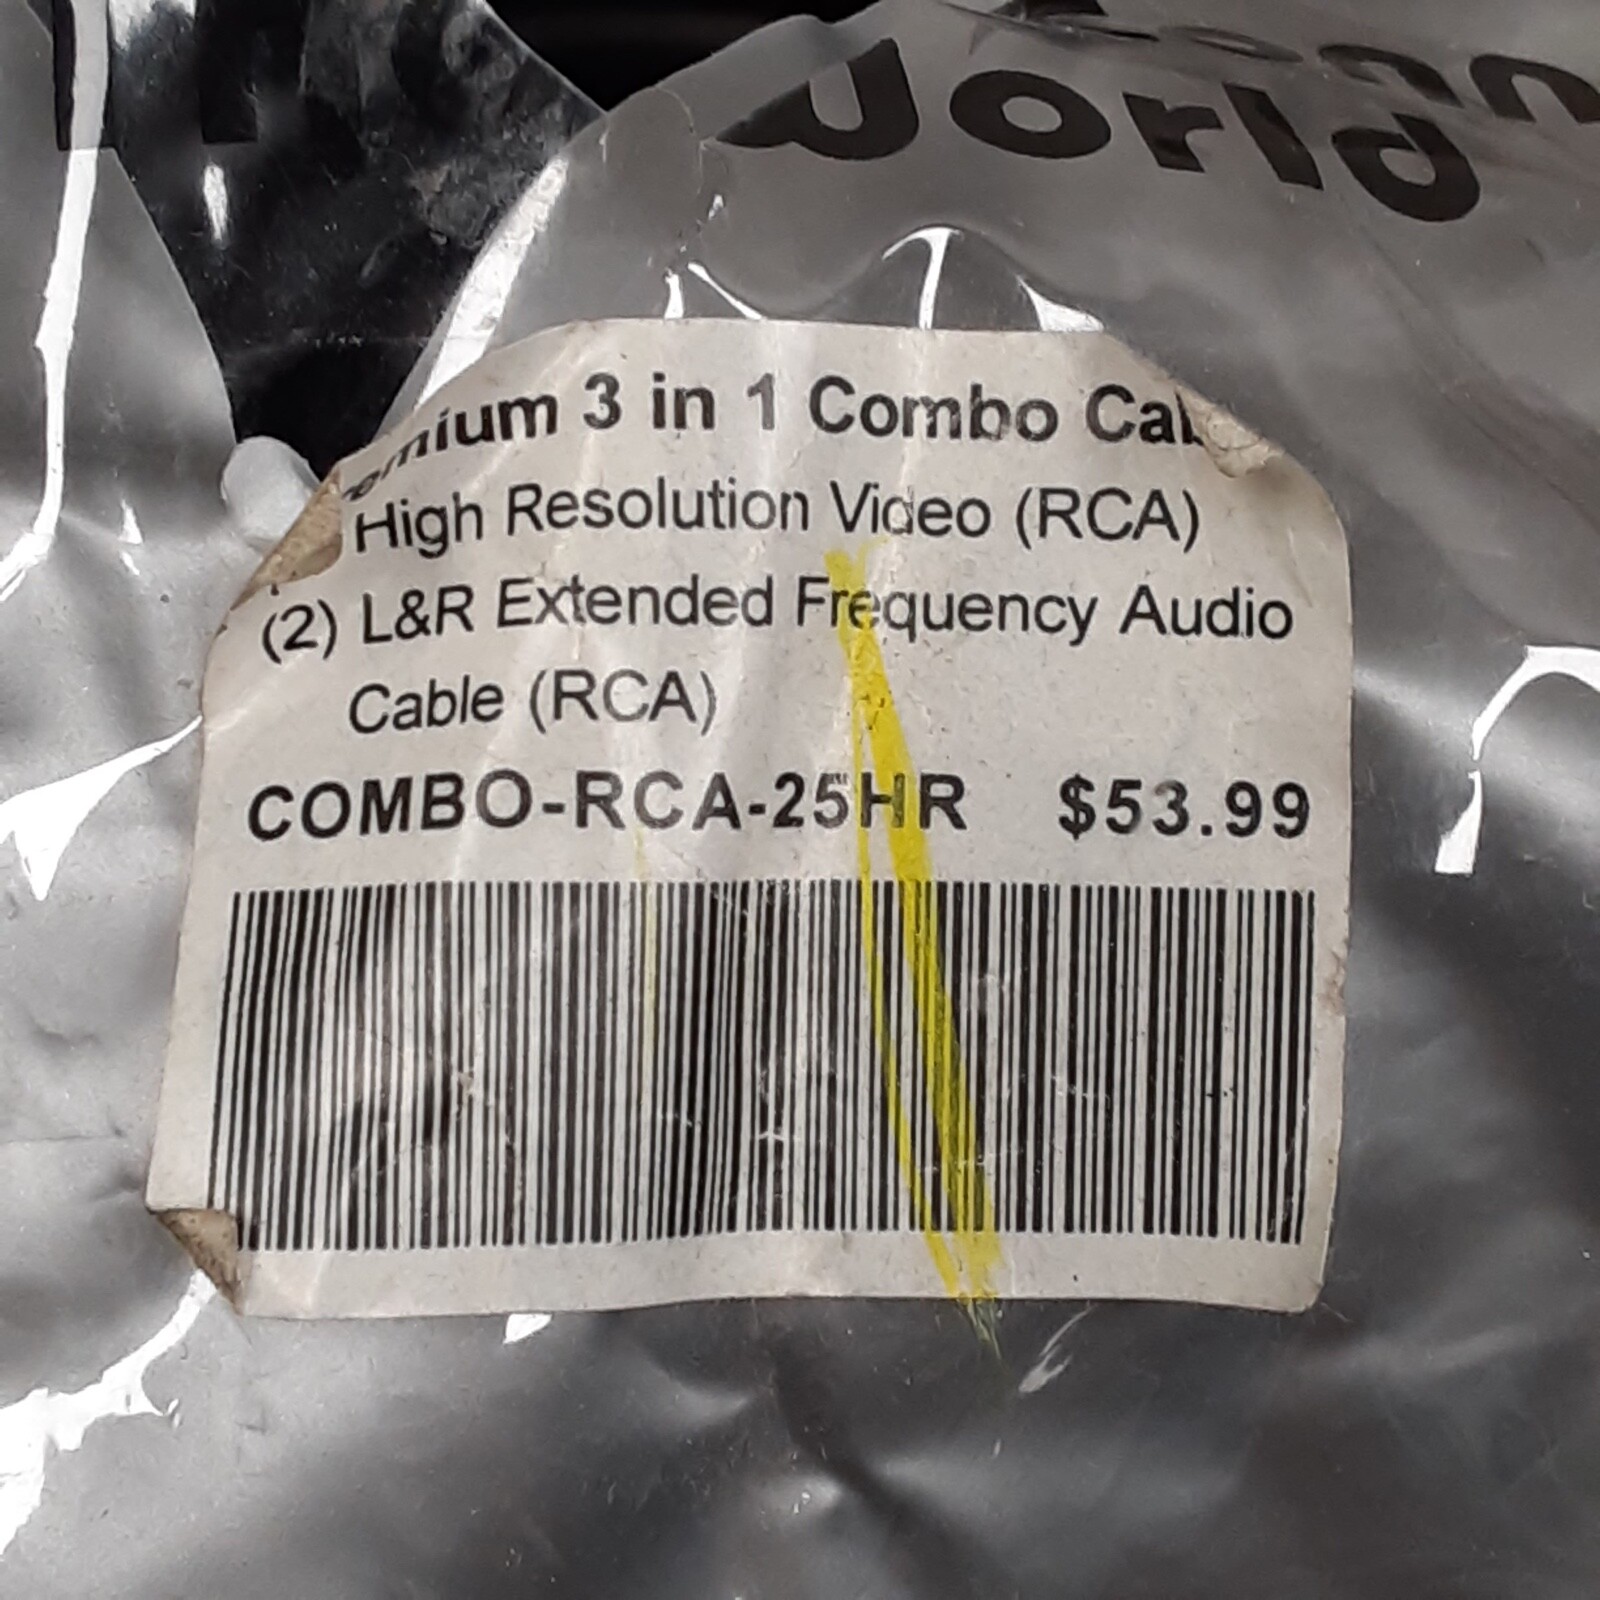 World
emium 3 in 1 Combo Cab
High Resolution Video (RCA)
(2) L&R Extended Frequency Audio
Cable (RCA)
COMBO-RCA-25HR $53.99